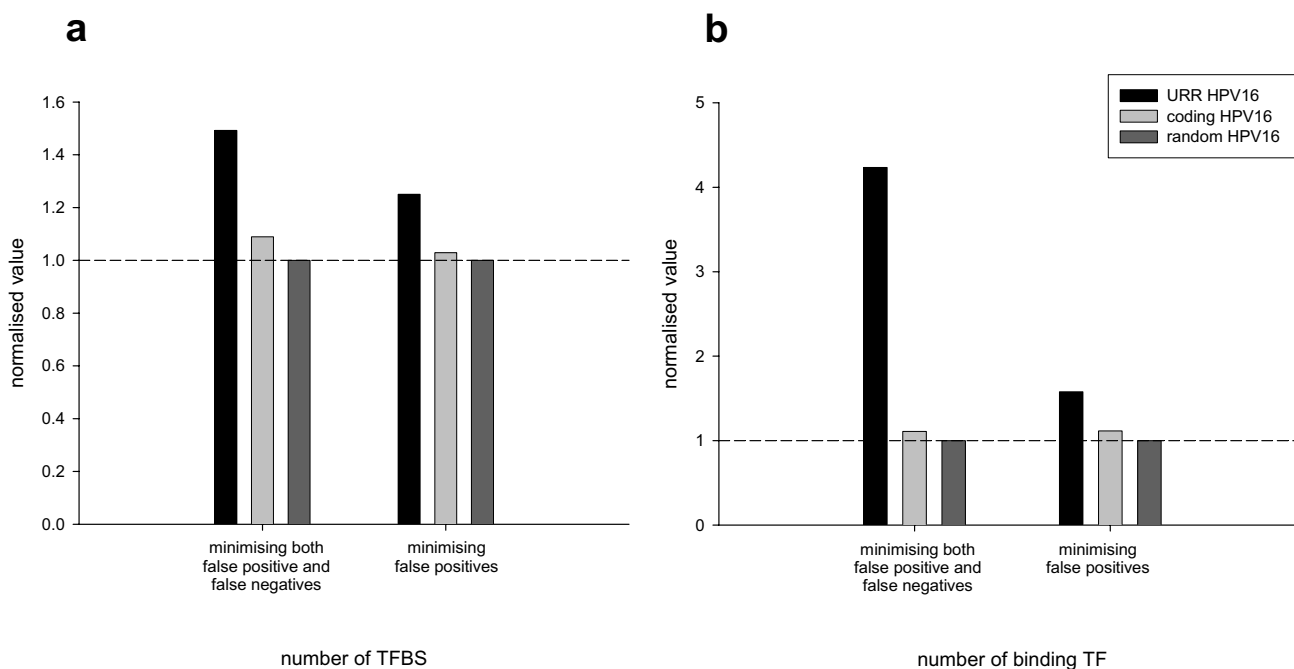 a
normalised value
1.6
1.4
1.2
1.0
0.8
0.6
0.4
0.2
0.0
minimising both
false positive and
false negatives
minimising
false positives
number of TFBS
b
URR HPV16
coding HPV16
random HPV16
normalised value
5
4
3
2
1
0
minimising both
false positive and
false negatives
minimising
false positives
number of binding TF